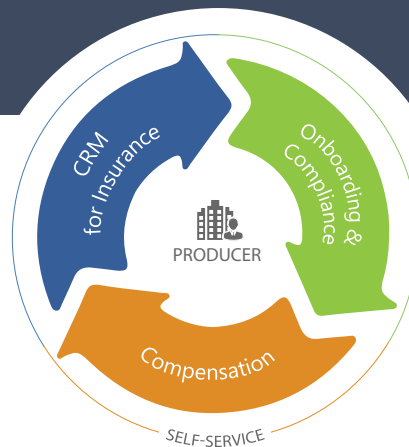 CRM
for Insurance
Onboarding &
Compliance
PRODUCER
Compensation
SELF-SERVICE